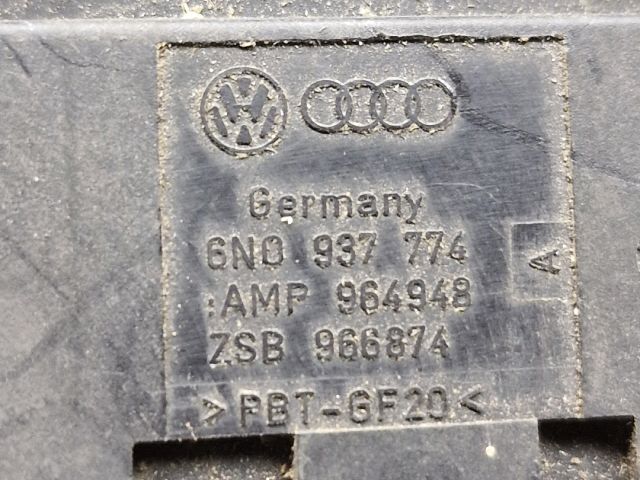 Germany
6N0 937 774
A
:AMP 964948
ZSB 966874
>PBT-GF20<